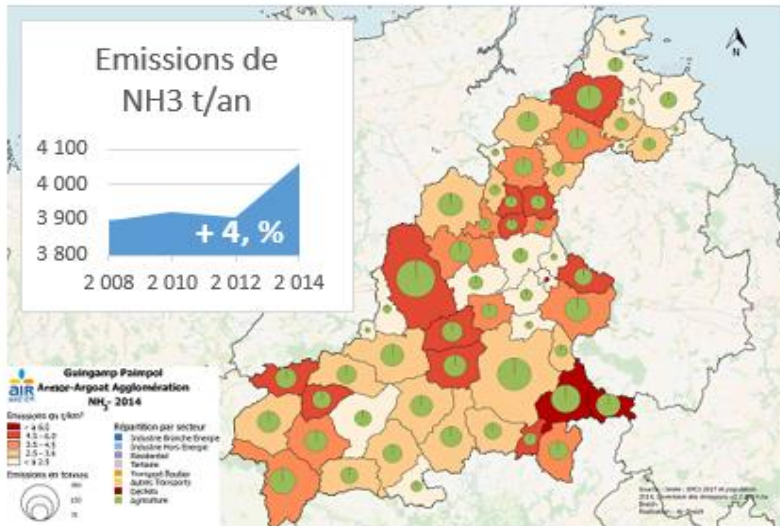 Emissions de
NH3 t/an
4 100
4 000
3 900
3 800
+ 4, %
2 008 2 010 2 012 2 014
N
Guingamp Paimpol
Armor-Argoat Agglomération
NH3- 2014
Emissions en t/km²
> à 6.0
4.5 - 6.0
3.5 - 4.5
2.5 - 3.5
< à 2.5
Emissions en tonnes
Répartition par secteur
Industrie Branche Energie
Industrie Hors Energie
Résidentiel
Tertiaire
Transport Routier
Autres Transports
Déchets
Agriculture